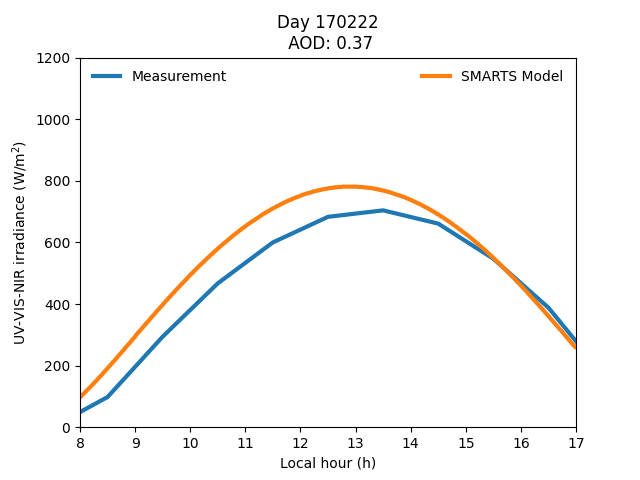 Day 170222
AOD: 0.37
Measurement
SMARTS Model
UV-VIS-NIR irradiance (W/m²)
1200
1000
800
600
400
200
0
8 9 10 11 12 13 14 15 16 17
Local hour (h)